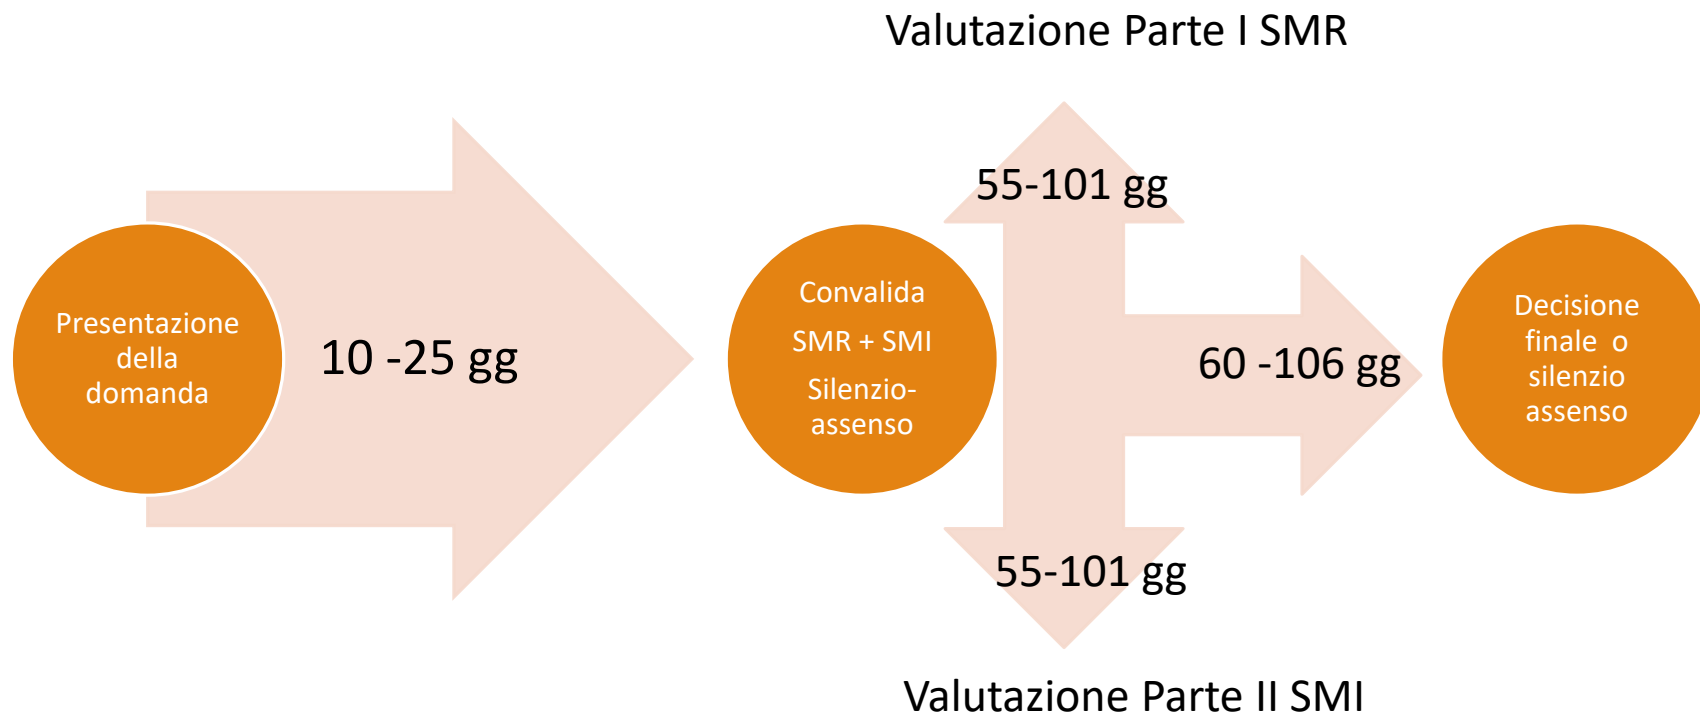 Valutazione Parte I SMR
55-101 gg
Presentazione
della
domanda
10 -25 gg
Convalida
SMR + SMI
Silenzio-
assenso
60 -106 gg
Decisione
finale o
silenzio
assenso
55-101 gg
Valutazione Parte II SMI